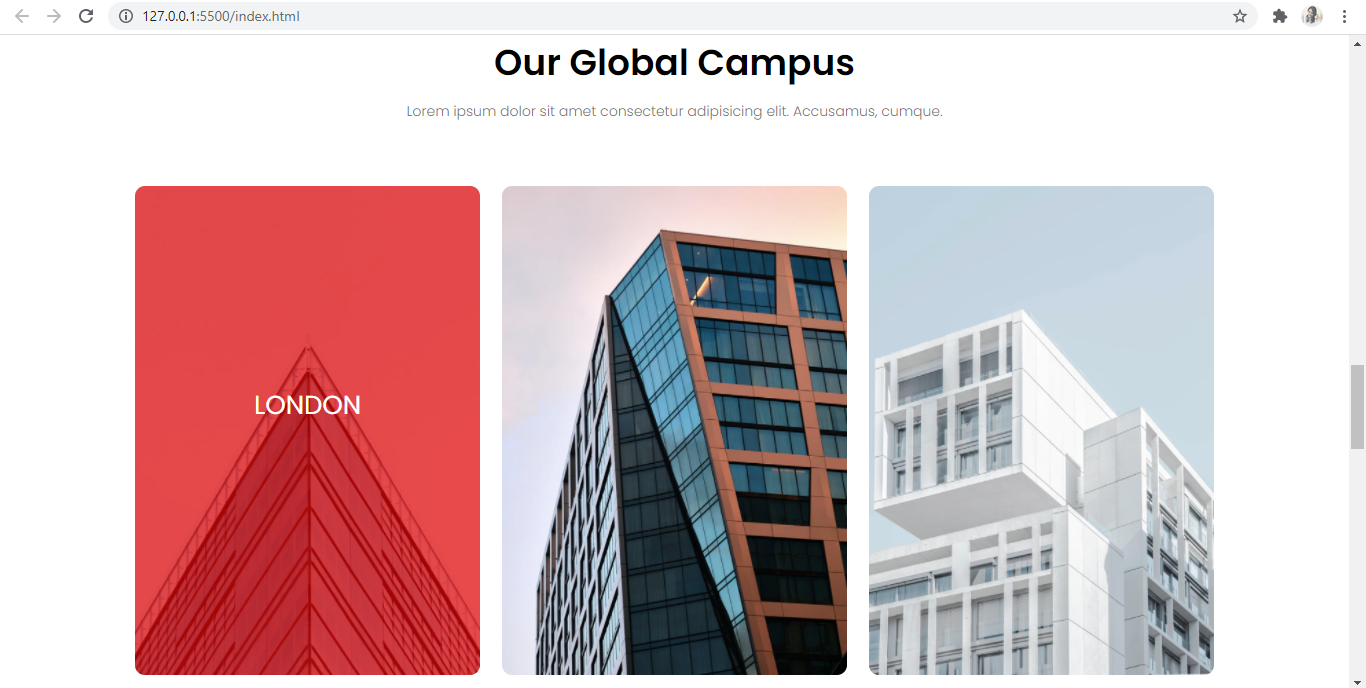 127.0.0.1:5500/index.html
Our Global Campus
Lorem ipsum dolor sit amet consectetur adipisicing elit. Accusamus, cumque.
LONDON